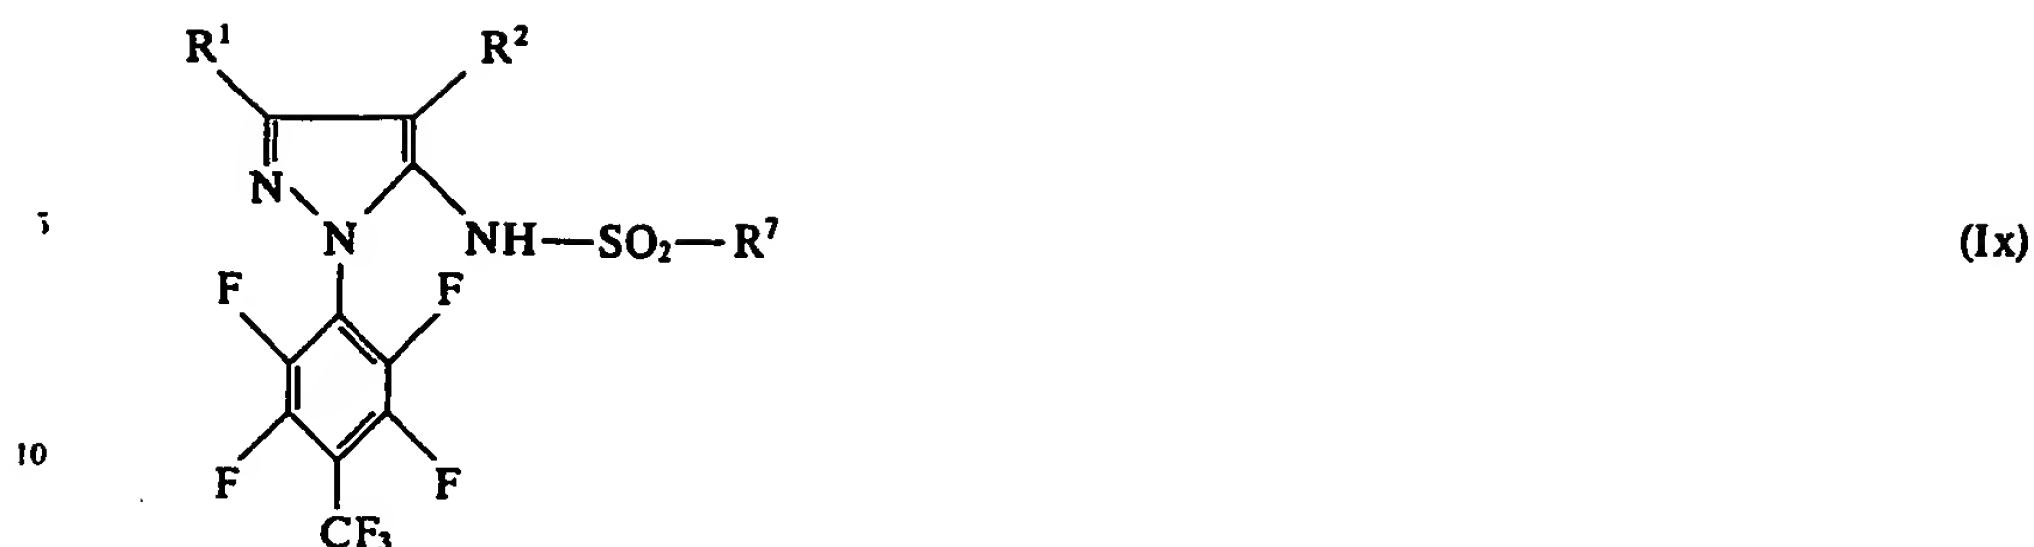 R¹ R²
N
5 N NH—SO₂—R⁷ (Ix)
F F
10
F F
CF₃